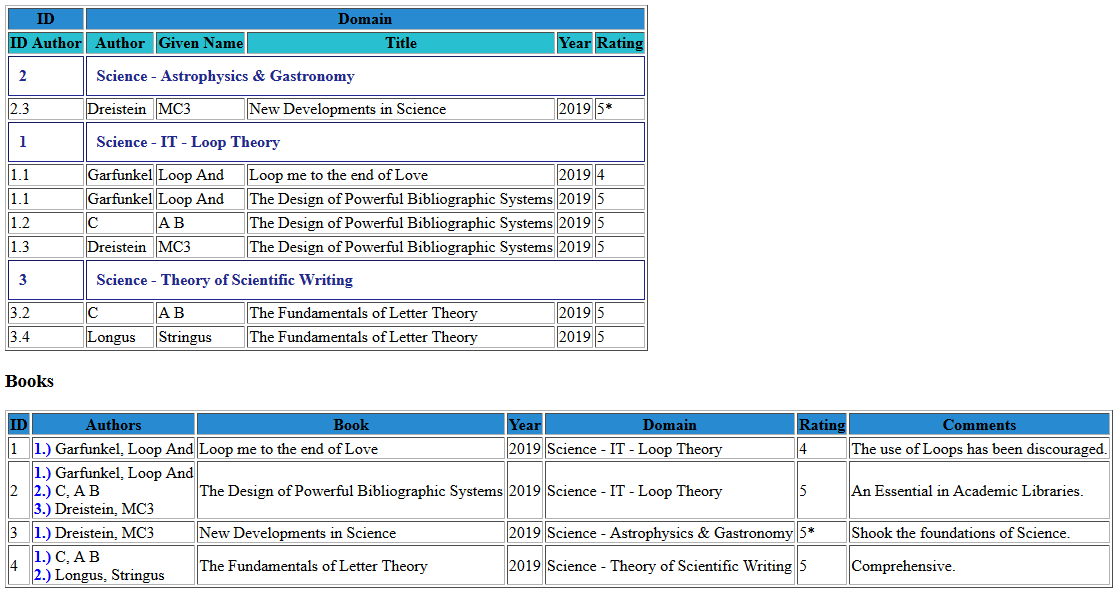 ID Domain
ID Author Author Given Name Title Year Rating
2 Science - Astrophysics & Gastronomy
2.3 Dreistein MC3 New Developments in Science 2019 5*
1 Science - IT - Loop Theory
1.1 Garfunkel Loop And Loop me to the end of Love 2019 4
1.1 Garfunkel Loop And The Design of Powerful Bibliographic Systems 2019 5
1.2 C A B The Design of Powerful Bibliographic Systems 2019 5
1.3 Dreistein MC3 The Design of Powerful Bibliographic Systems 2019 5
3 Science - Theory of Scientific Writing
3.2 C A B The Fundamentals of Letter Theory 2019 5
3.4 Longus Stringus The Fundamentals of Letter Theory 2019 5
Books
ID Authors Book Year Domain Rating Comments
1 1.) Garfunkel, Loop And Loop me to the end of Love 2019 Science - IT - Loop Theory 4 The use of Loops has been discouraged.
1.) Garfunkel, Loop And
2 2.) C, A B The Design of Powerful Bibliographic Systems 2019 Science - IT - Loop Theory 5 An Essential in Academic Libraries.
3.) Dreistein, MC3
3 1.) Dreistein, MC3 New Developments in Science 2019 Science - Astrophysics & Gastronomy 5* Shook the foundations of Science.
1.) C, A B
4 The Fundamentals of Letter Theory 2019 Science - Theory of Scientific Writing 5 Comprehensive.
2.) Longus, Stringus